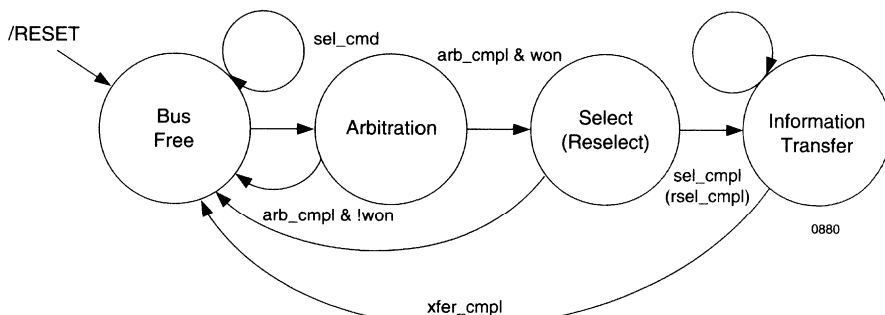 /RESET
sel_cmd
arb_cmpl & won
Bus
Free
Arbitration
Select
(Reselect)
Information
Transfer
sel_cmpl
(rsel_cmpl)
arb_cmpl & !won
0880
xfer_cmpl